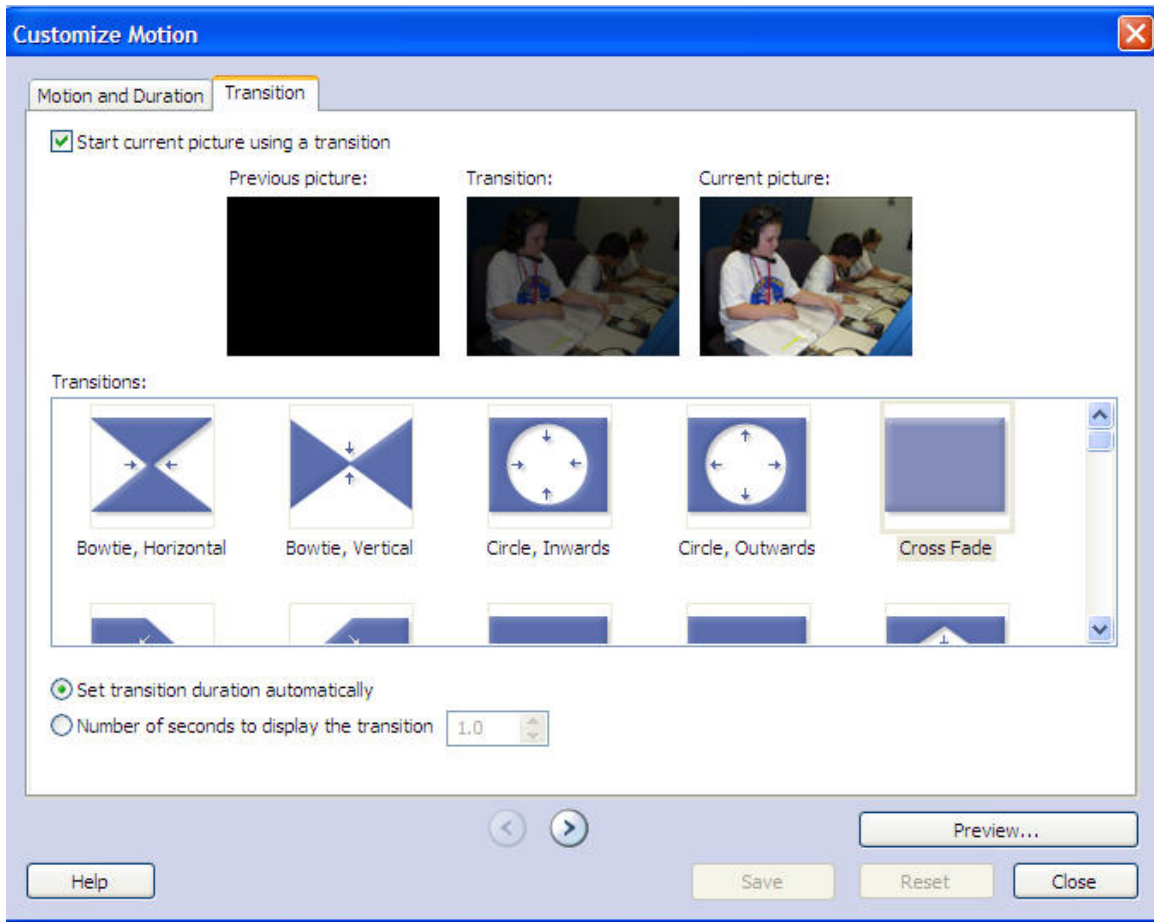 Customize Motion
Motion and Duration Transition
Start current picture using a transition
Previous picture: Transition: Current picture:
Transitions:
Bowtie, Horizontal Bowtie, Vertical Circle, Inwards Circle, Outwards Cross Fade
Set transition duration automatically
Number of seconds to display the transition 1.0
Preview...
Help Save Reset Close